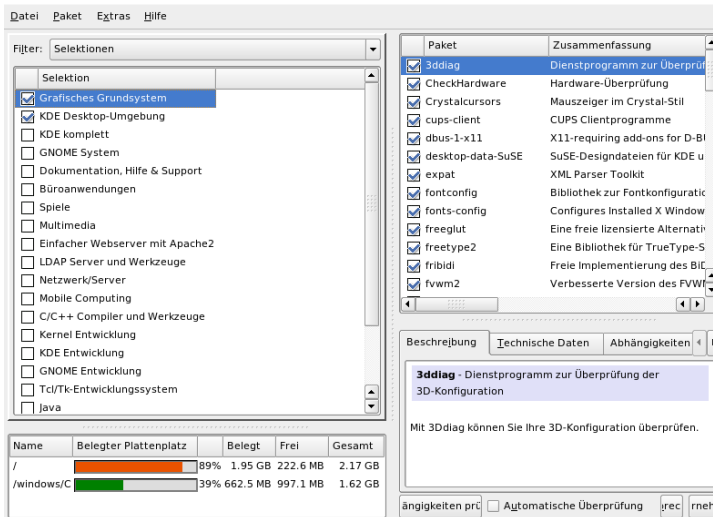 Datei Paket Extras Hilfe
Filter: Selektionen
Selektion
Grafisches Grundsystem
KDE Desktop-Umgebung
KDE komplett
GNOME System
Dokumentation, Hilfe & Support
Büroanwendungen
Spiele
Multimedia
Einfacher Webserver mit Apache2
LDAP Server und Werkzeuge
Netzwerk/Server
Mobile Computing
C/C++ Compiler und Werkzeuge
Kernel Entwicklung
KDE Entwicklung
GNOME Entwicklung
Tcl/Tk-Entwicklungssystem
Java
Name Belegter Plattenplatz Belegt Frei Gesamt
/ 89% 1.95 GB 222.6 MB 2.17 GB
/windows/C 39% 662.5 MB 997.1 MB 1.62 GB
Paket Zusammenfassung
3ddiag Dienstprogramm zur Überprüf
CheckHardware Hardware-Überprüfung
Crystalcursors Mauszeiger im Crystal-Stil
cups-client CUPS Clientprogramme
dbus-1-x11 X11-requiring add-ons for D-B
desktop-data-SuSE SuSE-Designdateien für KDE u
expat XML Parser Toolkit
fontconfig Bibliothek zur Fontkonfiguratio
fonts-config Configures Installed X Window
freeglut Eine freie lizensierte Alternati
freetype2 Eine Bibliothek für TrueType-S
fribidi Freie Implementierung des BiD
fvwm2 Verbesserte Version des FVW
Beschreibung Technische Daten Abhängigkeiten
3ddiag - Dienstprogramm zur Überprüfung der
3D-Konfiguration
Mit 3Ddiag können Sie Ihre 3D-Konfiguration überprüfen.
ängigkeiten prü Automatische Überprüfung rec rneh